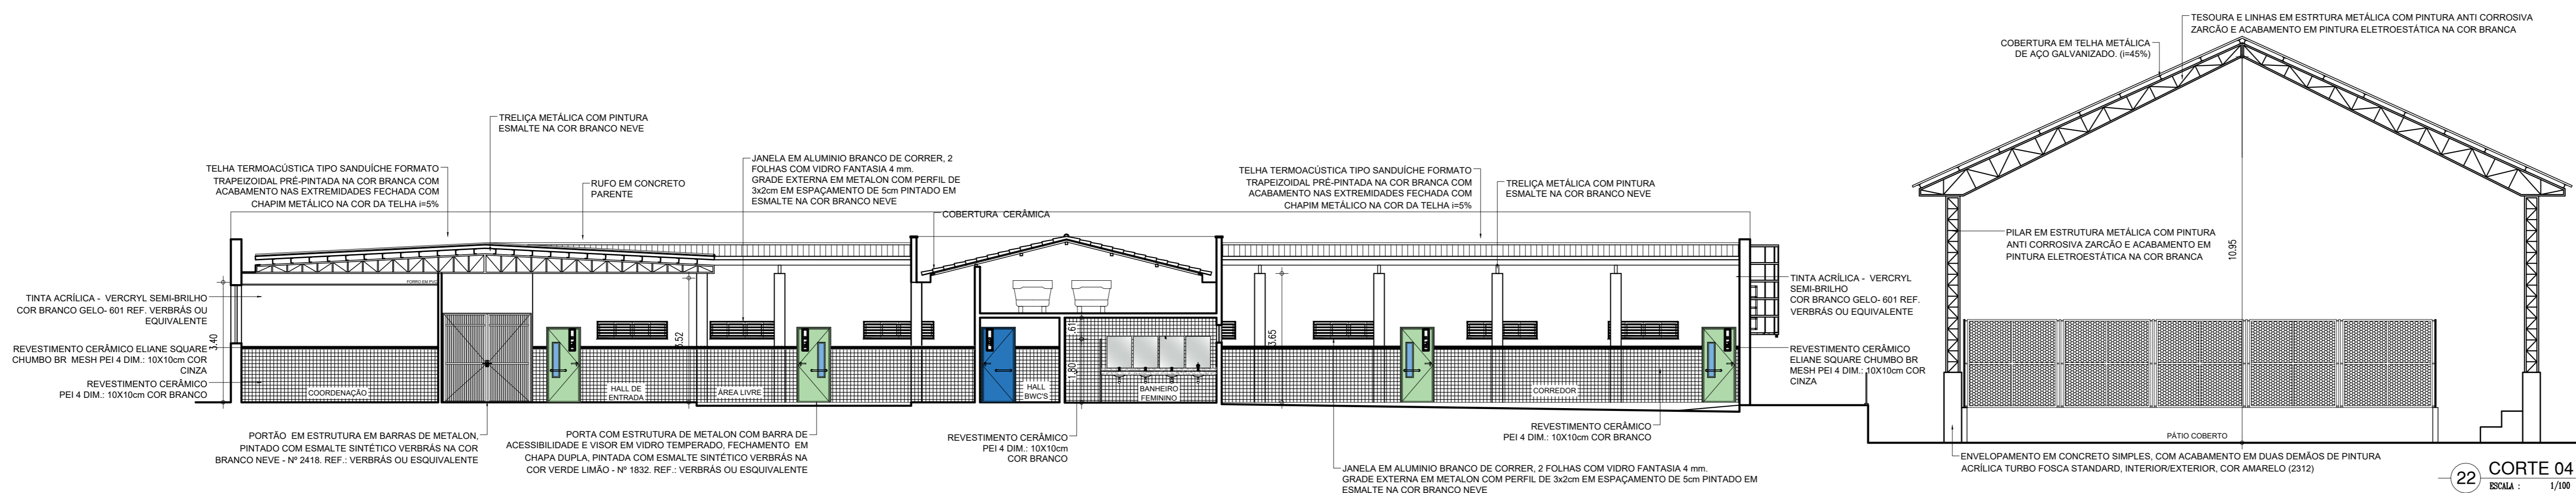 TESOURA E LINHAS EM ESTRTURA METÁLICA COM PINTURA ANTI CORROSIVA
ZARCÃO E ACABAMENTO EM PINTURA ELETROESTÁTICA NA COR BRANCA
COBERTURA EM TELHA METÁLICA
DE AÇO GALVANIZADO. (i=45%)
TRELIÇA METÁLICA COM PINTURA
ESMALTE NA COR BRANCO NEVE
TELHA TERMOACÚSTICA TIPO SANDUÍCHE FORMATO
TRAPEIZOIDAL PRÉ-PINTADA NA COR BRANCA COM
ACABAMENTO NAS EXTREMIDADES FECHADA COM
CHAPIM METÁLICO NA COR DA TELHA i=5%
RUFO EM CONCRETO
PARENTE
JANELA EM ALUMINIO BRANCO DE CORRER, 2
FOLHAS COM VIDRO FANTASIA 4 mm.
GRADE EXTERNA EM METALON COM PERFIL DE
3x2cm EM ESPAÇAMENTO DE 5cm PINTADO EM
ESMALTE NA COR BRANCO NEVE
COBERTURA CERÂMICA
TELHA TERMOACÚSTICA TIPO SANDUÍCHE FORMATO
TRAPEIZOIDAL PRÉ-PINTADA NA COR BRANCA COM
ACABAMENTO NAS EXTREMIDADES FECHADA COM
CHAPIM METÁLICO NA COR DA TELHA i=5%
TRELIÇA METÁLICA COM PINTURA
ESMALTE NA COR BRANCO NEVE
PILAR EM ESTRUTURA METÁLICA COM PINTURA
ANTI CORROSIVA ZARCÃO E ACABAMENTO EM
PINTURA ELETROESTÁTICA NA COR BRANCA
10.95
FORRO EM PVC
TINTA ACRÍLICA - VERCRYL SEMI-BRILHO
COR BRANCO GELO- 601 REF. VERBRÁS OU
EQUIVALENTE
3.40
REVESTIMENTO CERÂMICO ELIANE SQUARE
CHUMBO BR MESH PEI 4 DIM.: 10X10cm COR
CINZA
REVESTIMENTO CERÂMICO
PEI 4 DIM.: 10X10cm COR BRANCO
COORDENAÇÃO
HALL DE
ENTRADA
3.52
ÁREA LIVRE
HALL
BWC'S
.61
1.80
BANHEIRO
FEMININO
3.65
CORREDOR
TINTA ACRÍLICA - VERCRYL
SEMI-BRILHO
COR BRANCO GELO- 601 REF.
VERBRÁS OU EQUIVALENTE
REVESTIMENTO CERÂMICO
ELIANE SQUARE CHUMBO BR
MESH PEI 4 DIM.: 10X10cm COR
CINZA
PÁTIO COBERTO
PORTÃO EM ESTRUTURA EM BARRAS DE METALON,
PINTADO COM ESMALTE SINTÉTICO VERBRÁS NA COR
BRANCO NEVE - Nº 2418. REF.: VERBRÁS OU ESQUIVALENTE
PORTA COM ESTRUTURA DE METALON COM BARRA DE
ACESSIBILIDADE E VISOR EM VIDRO TEMPERADO, FECHAMENTO EM
CHAPA DUPLA, PINTADA COM ESMALTE SINTÉTICO VERBRÁS NA
COR VERDE LIMÃO - Nº 1832. REF.: VERBRÁS OU ESQUIVALENTE
REVESTIMENTO CERÂMICO
PEI 4 DIM.: 10X10cm
COR BRANCO
REVESTIMENTO CERÂMICO
PEI 4 DIM.: 10X10cm COR BRANCO
JANELA EM ALUMINIO BRANCO DE CORRER, 2 FOLHAS COM VIDRO FANTASIA 4 mm.
GRADE EXTERNA EM METALON COM PERFIL DE 3x2cm EM ESPAÇAMENTO DE 5cm PINTADO EM
ESMALTE NA COR BRANCO NEVE
ENVELOPAMENTO EM CONCRETO SIMPLES, COM ACABAMENTO EM DUAS DEMÃOS DE PINTURA
ACRÍLICA TURBO FOSCA STANDARD, INTERIOR/EXTERIOR, COR AMARELO (2312)
22 CORTE 04
ESCALA : 1/100